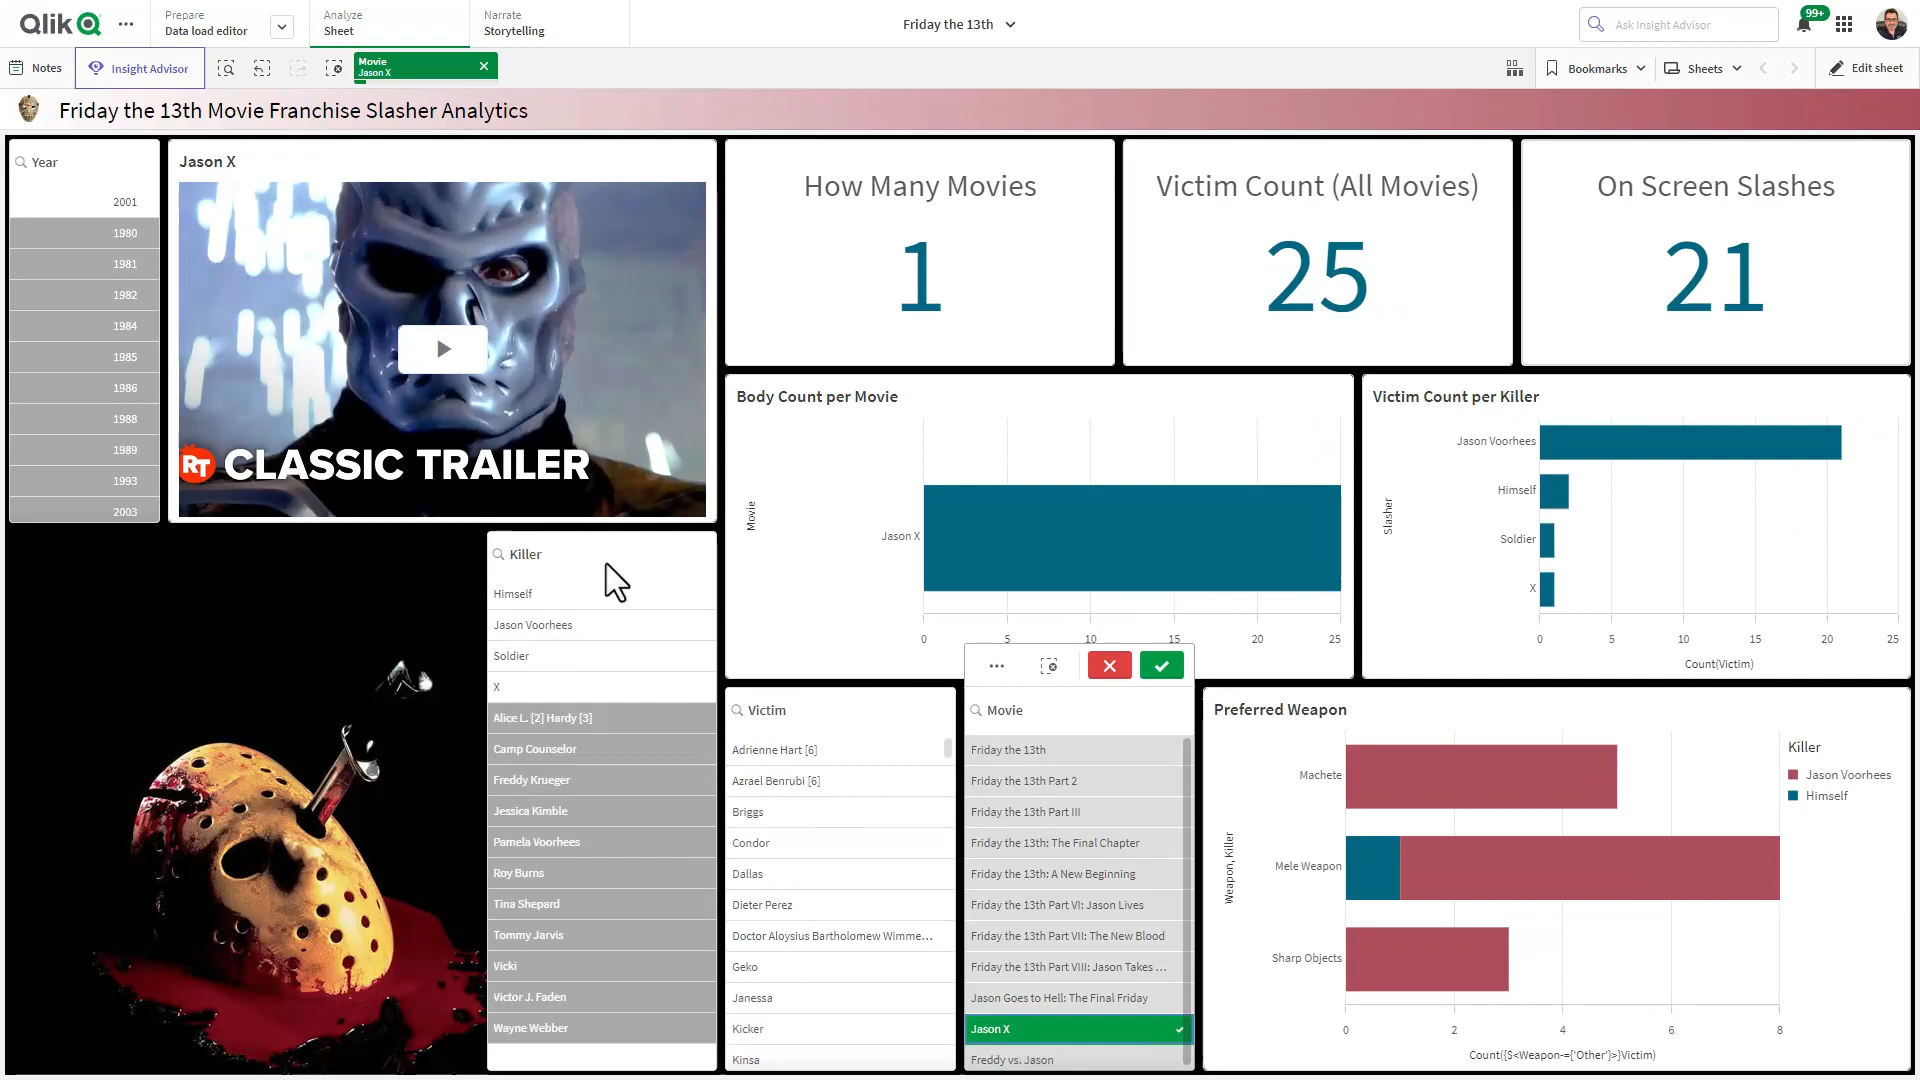 Qlik
Prepare
Data load editor
Analyze
Sheet
Narrate
Storytelling
Friday the 13th
Ask Insight Advisor
99+
Notes
Insight Advisor
Movie
Jason X
Bookmarks
Sheets
Edit sheet
Friday the 13th Movie Franchise Slasher Analytics
Year
2001
1980
1981
1982
1984
1985
1986
1988
1989
1993
2003
Jason X
RT CLASSIC TRAILER
How Many Movies
1
Victim Count (All Movies)
25
On Screen Slashes
21
Body Count per Movie
Movie
Jason X
0 5 10 15 20 25
Victim Count per Killer
Slasher
Jason Voorhees
Himself
Soldier
X
0 5 10 15 20 25
Count(Victim)
Killer
Himself
Jason Voorhees
Soldier
X
Alice L. [2] Hardy [3]
Camp Counselor
Freddy Krueger
Jessica Kimble
Pamela Voorhees
Roy Burns
Tina Shepard
Tommy Jarvis
Vicki
Victor J. Faden
Wayne Webber
Victim
Adrienne Hart [6]
Azrael Benrubi [6]
Briggs
Condor
Dallas
Dieter Perez
Doctor Aloysius Bartholomew Wimme...
Geko
Janessa
Kicker
Kinsa
Movie
Friday the 13th
Friday the 13th Part 2
Friday the 13th Part III
Friday the 13th: The Final Chapter
Friday the 13th: A New Beginning
Friday the 13th Part VI: Jason Lives
Friday the 13th Part VII: The New Blood
Friday the 13th Part VIII: Jason Takes ...
Jason Goes to Hell: The Final Friday
Jason X
Freddy vs. Jason
Preferred Weapon
Weapon, Killer
Machete
Mele Weapon
Sharp Objects
0 2 4 6 8
Count({$<Weapon-={'Other'}>}Victim)
Killer
Jason Voorhees
Himself